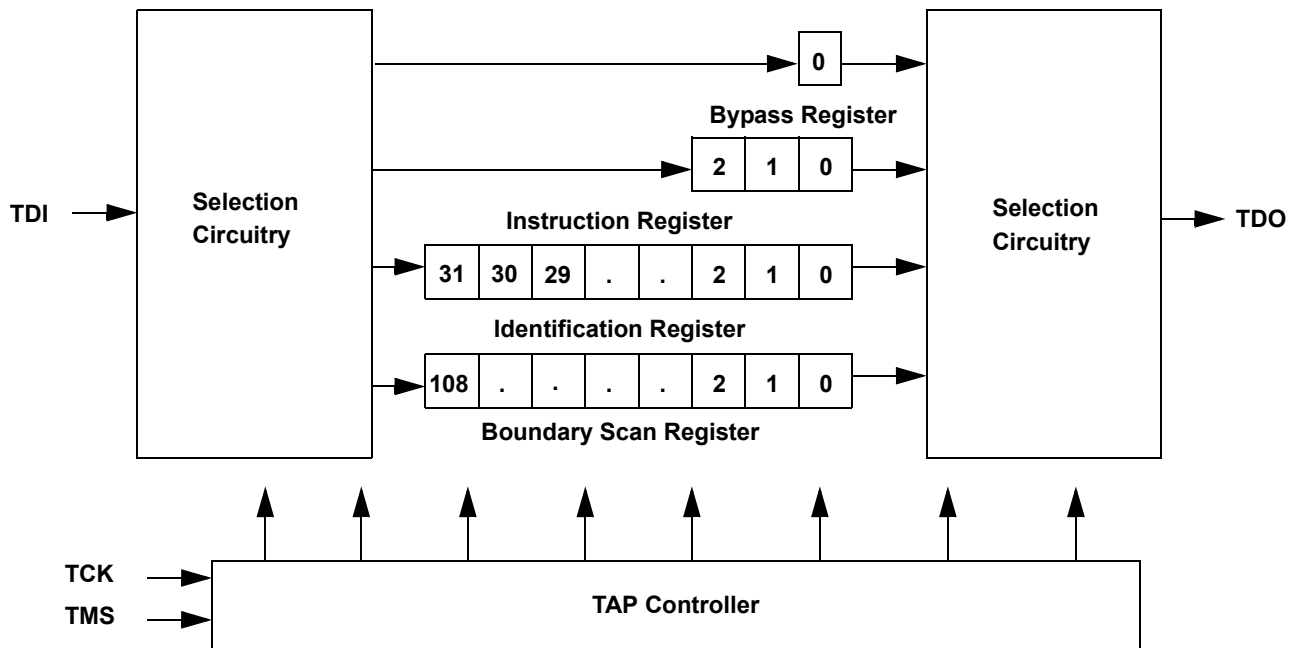 0
Bypass Register
2 1 0
Selection
Circuitry
TDI
Selection
Circuitry
TDO
Instruction Register
31 30 29 . . 2 1 0
Identification Register
108 . . . . 2 1 0
Boundary Scan Register
TCK
TMS
TAP Controller